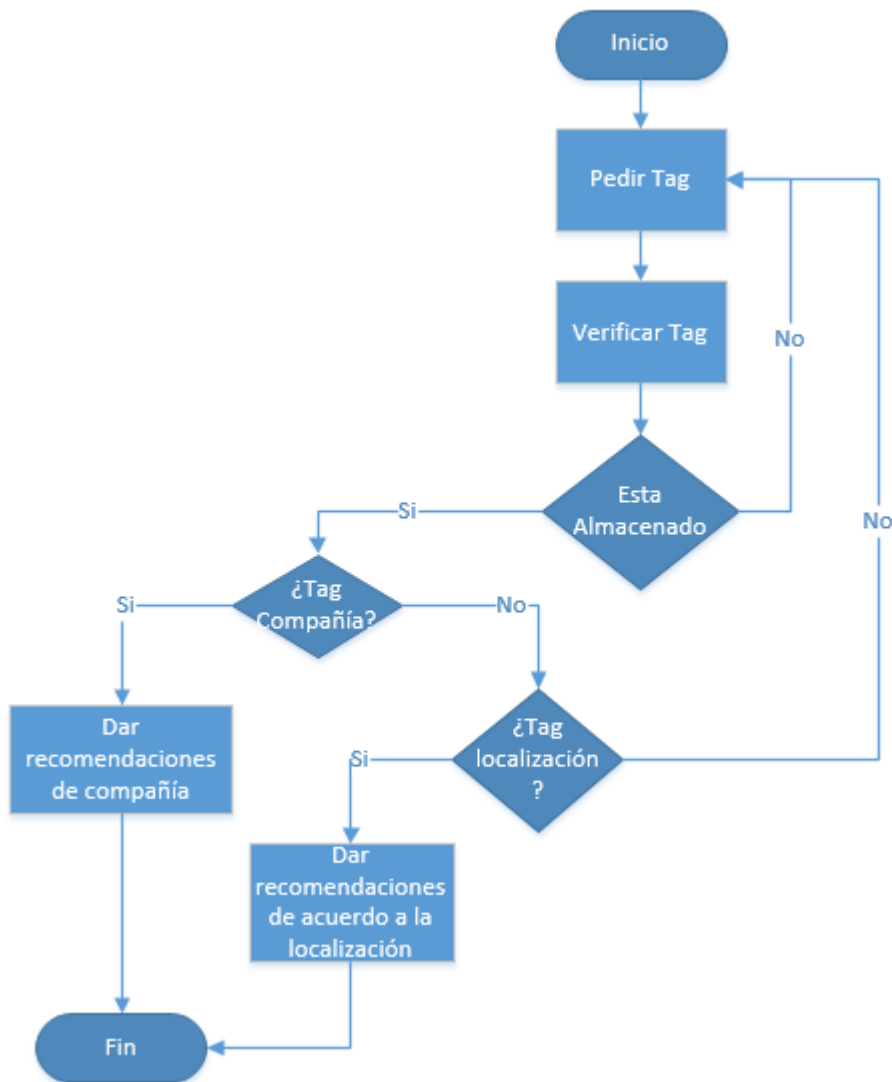 Inicio
Pedir Tag
Verificar Tag
No
Esta
Almacenado
Si
No
¿Tag
Compañía?
Si
No
Dar
recomendaciones
de compañía
¿Tag
localización
?
Si
Dar
recomendaciones
de acuerdo a la
localización
Fin